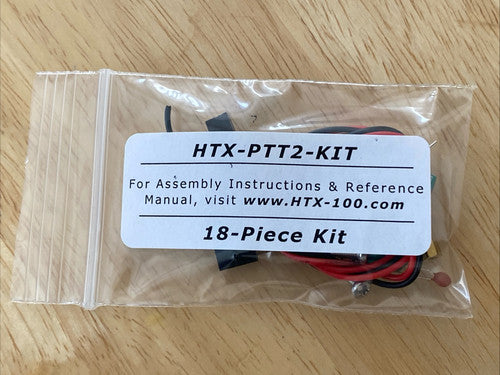 HTX-PTT2-KIT
For Assembly Instructions & Reference
Manual, visit www.HTX-100.com
18-Piece Kit